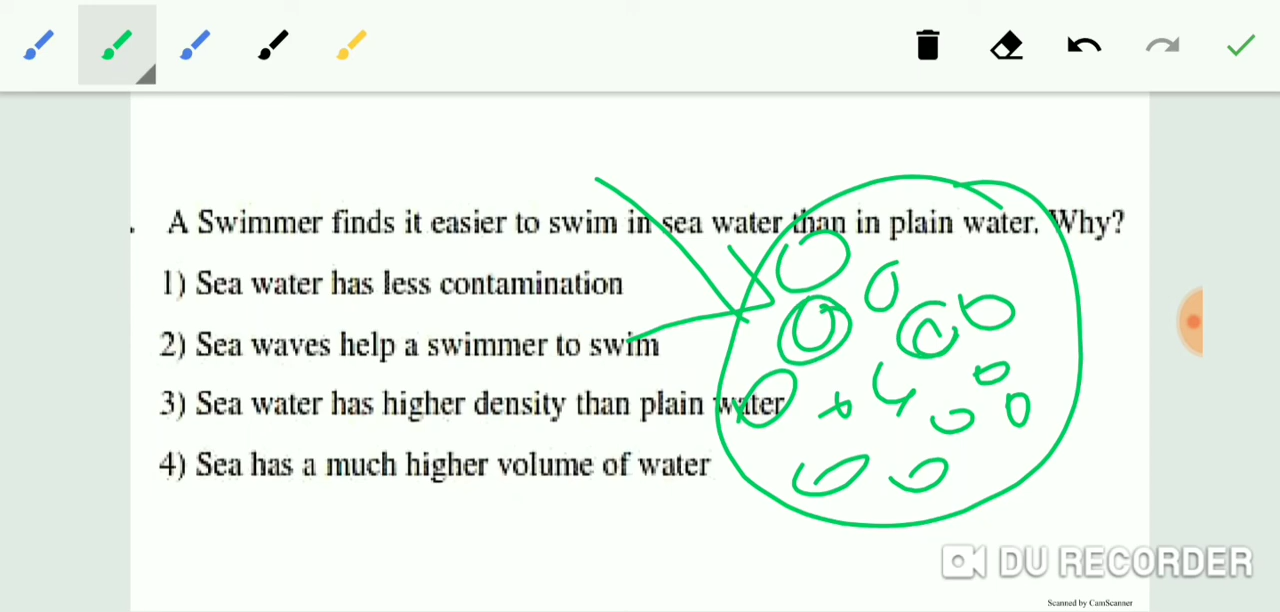 . A Swimmer finds it easier to swim in sea water than in plain water. Why?
1) Sea water has less contamination
2) Sea waves help a swimmer to swim
3) Sea water has higher density than plain water
4) Sea has a much higher volume of water
DU RECORDER
Scanned by CamScanner